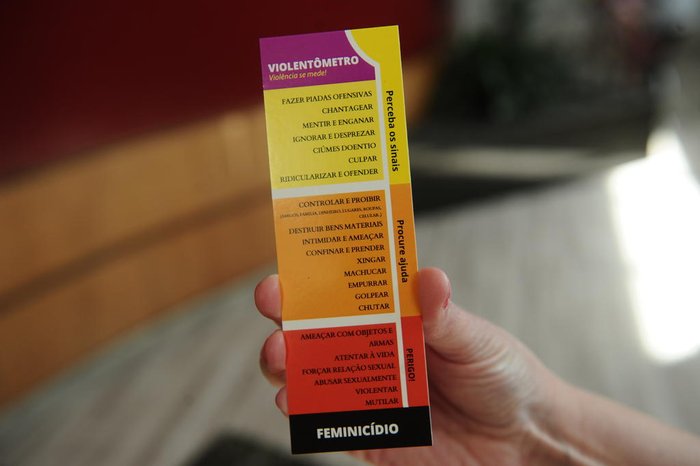 VIOLENTÔMETRO
Violência se mede!
FAZER PIADAS OFENSIVAS
CHANTAGEAR
MENTIR E ENGANAR
IGNORAR E DESPREZAR
CIÚMES DOENTIO
CULPAR
RIDICULARIZAR E OFENDER
Perceba os sinais
CONTROLAR E PROIBIR
(AMIGOS, FAMÍLIA, DINHEIRO, LUGARES, ROUPAS,
CELULAR.)
DESTRUIR BENS MATERIAIS
INTIMIDAR E AMEAÇAR
CONFINAR E PRENDER
XINGAR
MACHUCAR
EMPURRAR
GOLPEAR
CHUTAR
Procure ajuda
AMEAÇAR COM OBJETOS E
ARMAS
ATENTAR À VIDA
FORÇAR RELAÇÃO SEXUAL
ABUSAR SEXUALMENTE
VIOLENTAR
MUTILAR
PERIGO!
FEMINICÍDIO